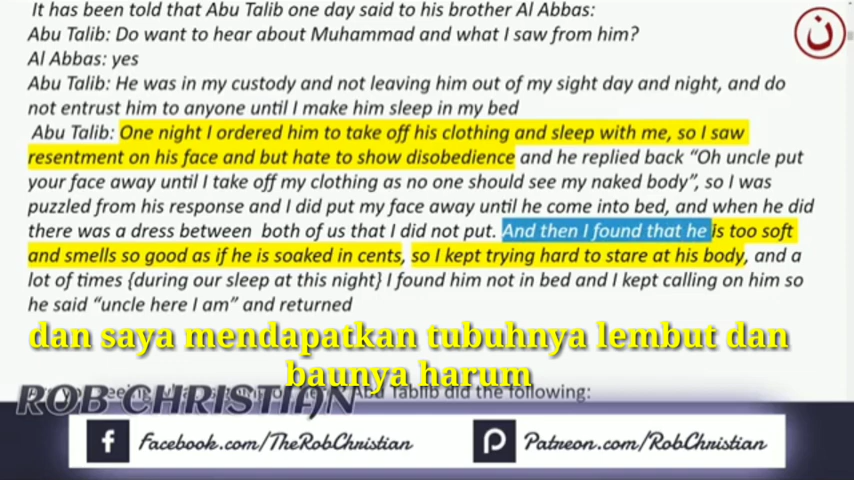 It has been told that Abu Talib one day said to his brother Al Abbas:
Abu Talib: Do want to hear about Muhammad and what I saw from him?
Al Abbas: yes
Abu Talib: He was in my custody and not leaving him out of my sight day and night, and do
not entrust him to anyone until I make him sleep in my bed
Abu Talib: One night I ordered him to take off his clothing and sleep with me, so I saw
resentment on his face and but hate to show disobedience and he replied back "Oh uncle put
your face away until I take off my clothing as no one should see my naked body", so I was
puzzled from his response and I did put my face away until he come into bed, and when he did
there was a dress between both of us that I did not put. And then I found that he is too soft
and smells so good as if he is soaked in cents, so I kept trying hard to stare at his body, and a
lot of times {during our sleep at this night} I found him not in bed and I kept calling on him so
he said "uncle here I am" and returned
dan saya mendapatkan tubuhnya lembut dan
baunya harum
Abu Tablib did the following:
ROB CHRISTIAN
Facebook.com/TheRobChristian
Patreon.com/RobChristian
ن